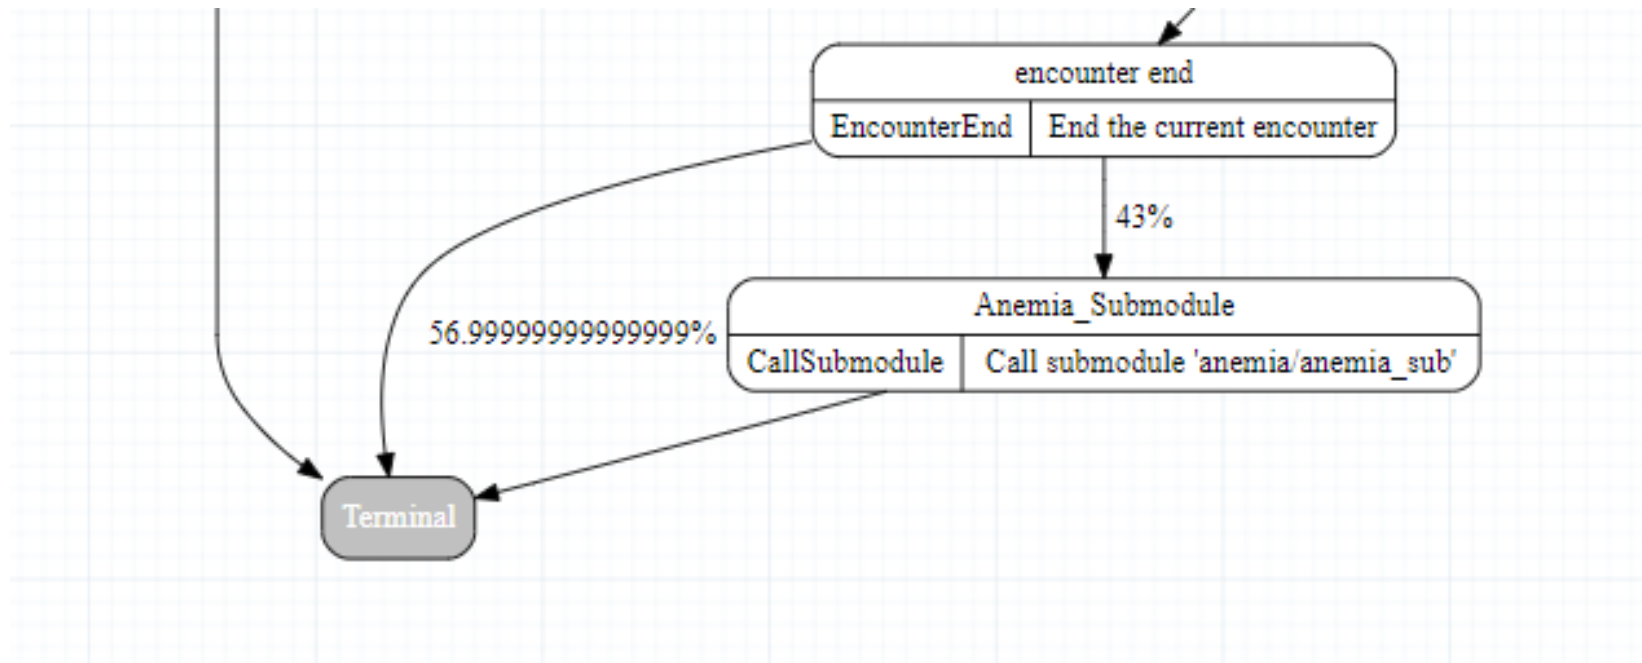 encounter end
EncounterEnd End the current encounter
43%
Anemia_Submodule
56.99999999999999%
CallSubmodule Call submodule 'anemia/anemia_sub'
Terminal